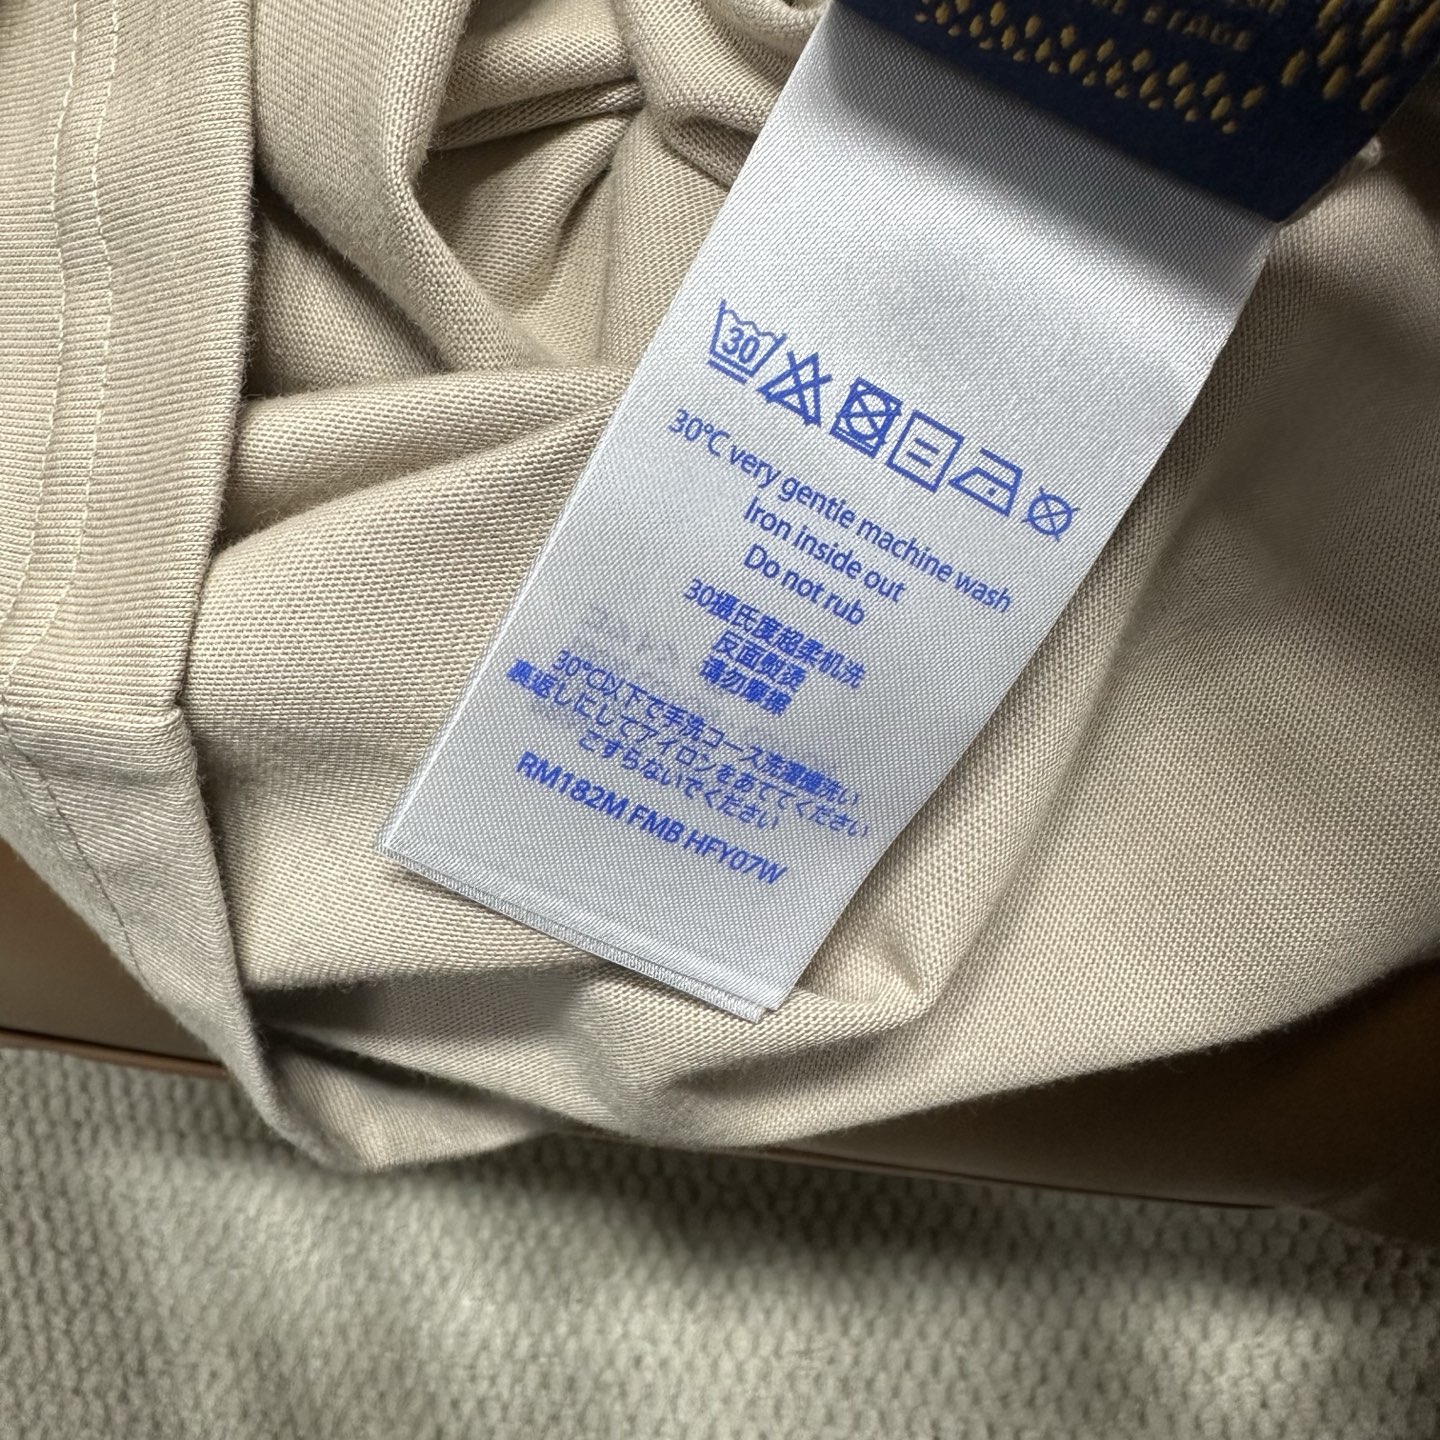 ETAGE
30
30°C very gentle machine wash
Iron inside out
Do not rub
30摄氏度超柔机洗
反面熨烫
请勿摩擦
30℃以下で手洗コース洗濯機洗い
裏返しにしてアイロンをあててください
こすらないでください
RM182M FMB HFY07W